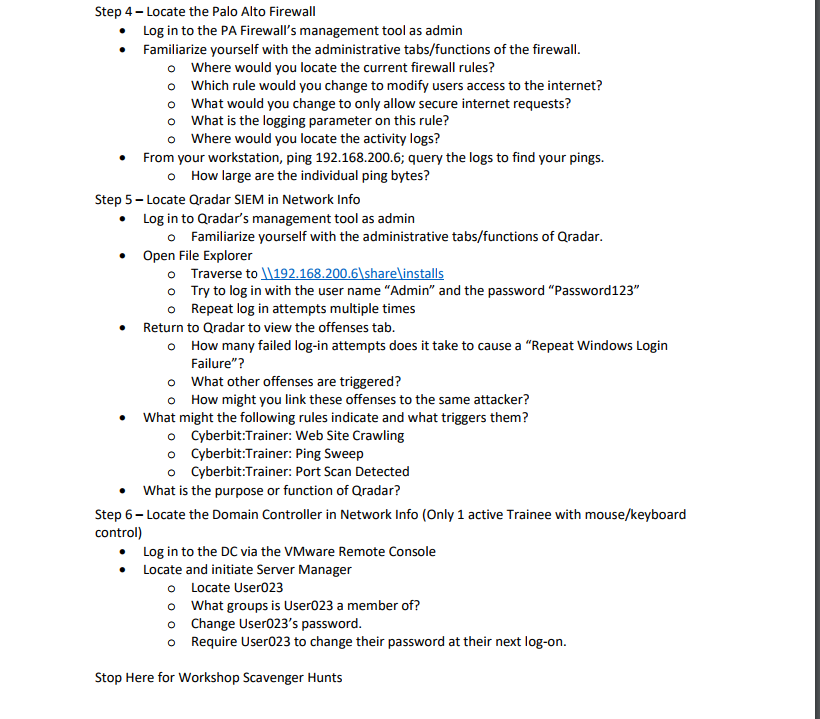 Step 4 – Locate the Palo Alto Firewall
• Log in to the PA Firewall’s management tool as admin
• Familiarize yourself with the administrative tabs/functions of the firewall.
o Where would you locate the current firewall rules?
o Which rule would you change to modify users access to the internet?
o What would you change to only allow secure internet requests?
o What is the logging parameter on this rule?
o Where would you locate the activity logs?
• From your workstation, ping 192.168.200.6; query the logs to find your pings.
o How large are the individual ping bytes?
Step 5 – Locate Qradar SIEM in Network Info
• Log in to Qradar’s management tool as admin
o Familiarize yourself with the administrative tabs/functions of Qradar.
• Open File Explorer
o Traverse to \\192.168.200.6\share\installs
o Try to log in with the user name “Admin” and the password “Password123”
o Repeat log in attempts multiple times
• Return to Qradar to view the offenses tab.
o How many failed log-in attempts does it take to cause a “Repeat Windows Login
Failure”?
o What other offenses are triggered?
o How might you link these offenses to the same attacker?
• What might the following rules indicate and what triggers them?
o Cyberbit:Trainer: Web Site Crawling
o Cyberbit:Trainer: Ping Sweep
o Cyberbit:Trainer: Port Scan Detected
• What is the purpose or function of Qradar?
Step 6 – Locate the Domain Controller in Network Info (Only 1 active Trainee with mouse/keyboard
control)
• Log in to the DC via the VMware Remote Console
• Locate and initiate Server Manager
o Locate User023
o What groups is User023 a member of?
o Change User023’s password.
o Require User023 to change their password at their next log-on.
Stop Here for Workshop Scavenger Hunts